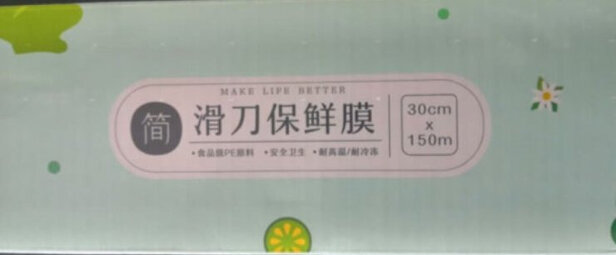 MAKE LIFE BETTER
简
滑刀保鲜膜
•食品级PE原料 •安全卫生 •耐高温/耐冷冻
30cm
x
150m